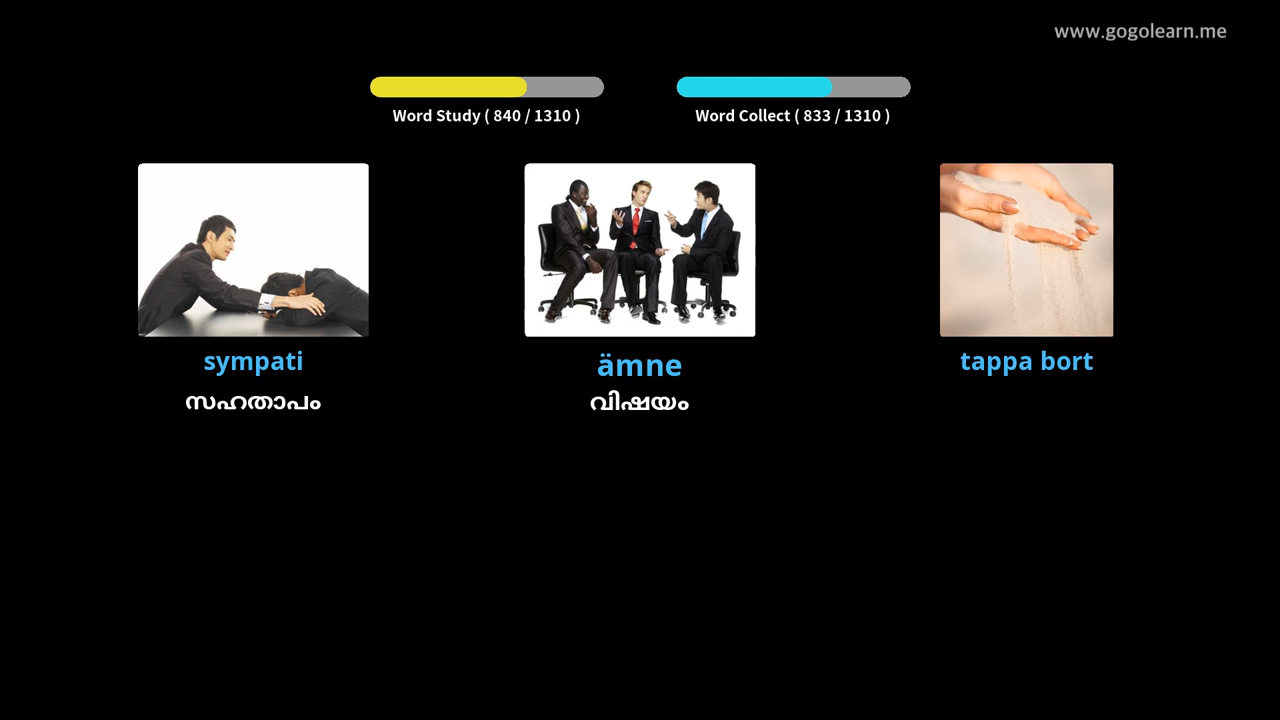 www.gogolearn.me
Word Study ( 840 / 1310 )
Word Collect ( 833 / 1310 )
sympati
സഹതാപം
ämne
വിഷയം
tappa bort